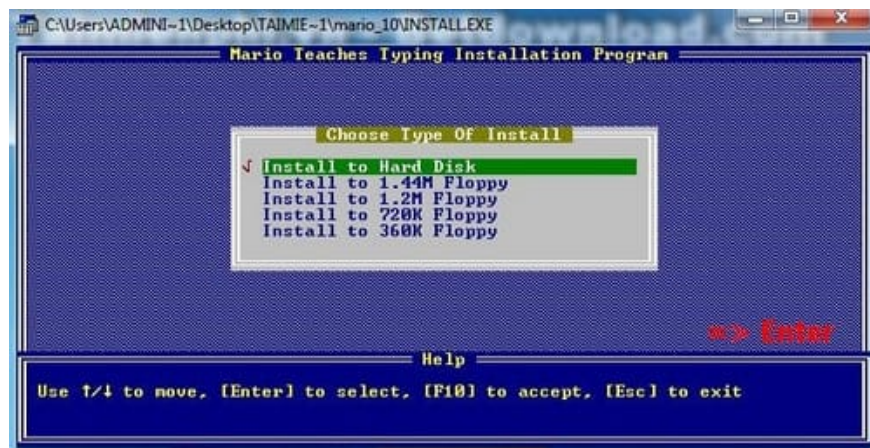 C:\Users\ADMINI~1\Desktop\TAIMIE~1\mario_10\INSTALL.EXE
Mario Teaches Typing Installation Program
Choose Type Of Install
√ Install to Hard Disk
Install to 1.44M Floppy
Install to 1.2M Floppy
Install to 720K Floppy
Install to 360K Floppy
=> Enter
Help
Use ↑/↓ to move, [Enter] to select, [F10] to accept, [Esc] to exit